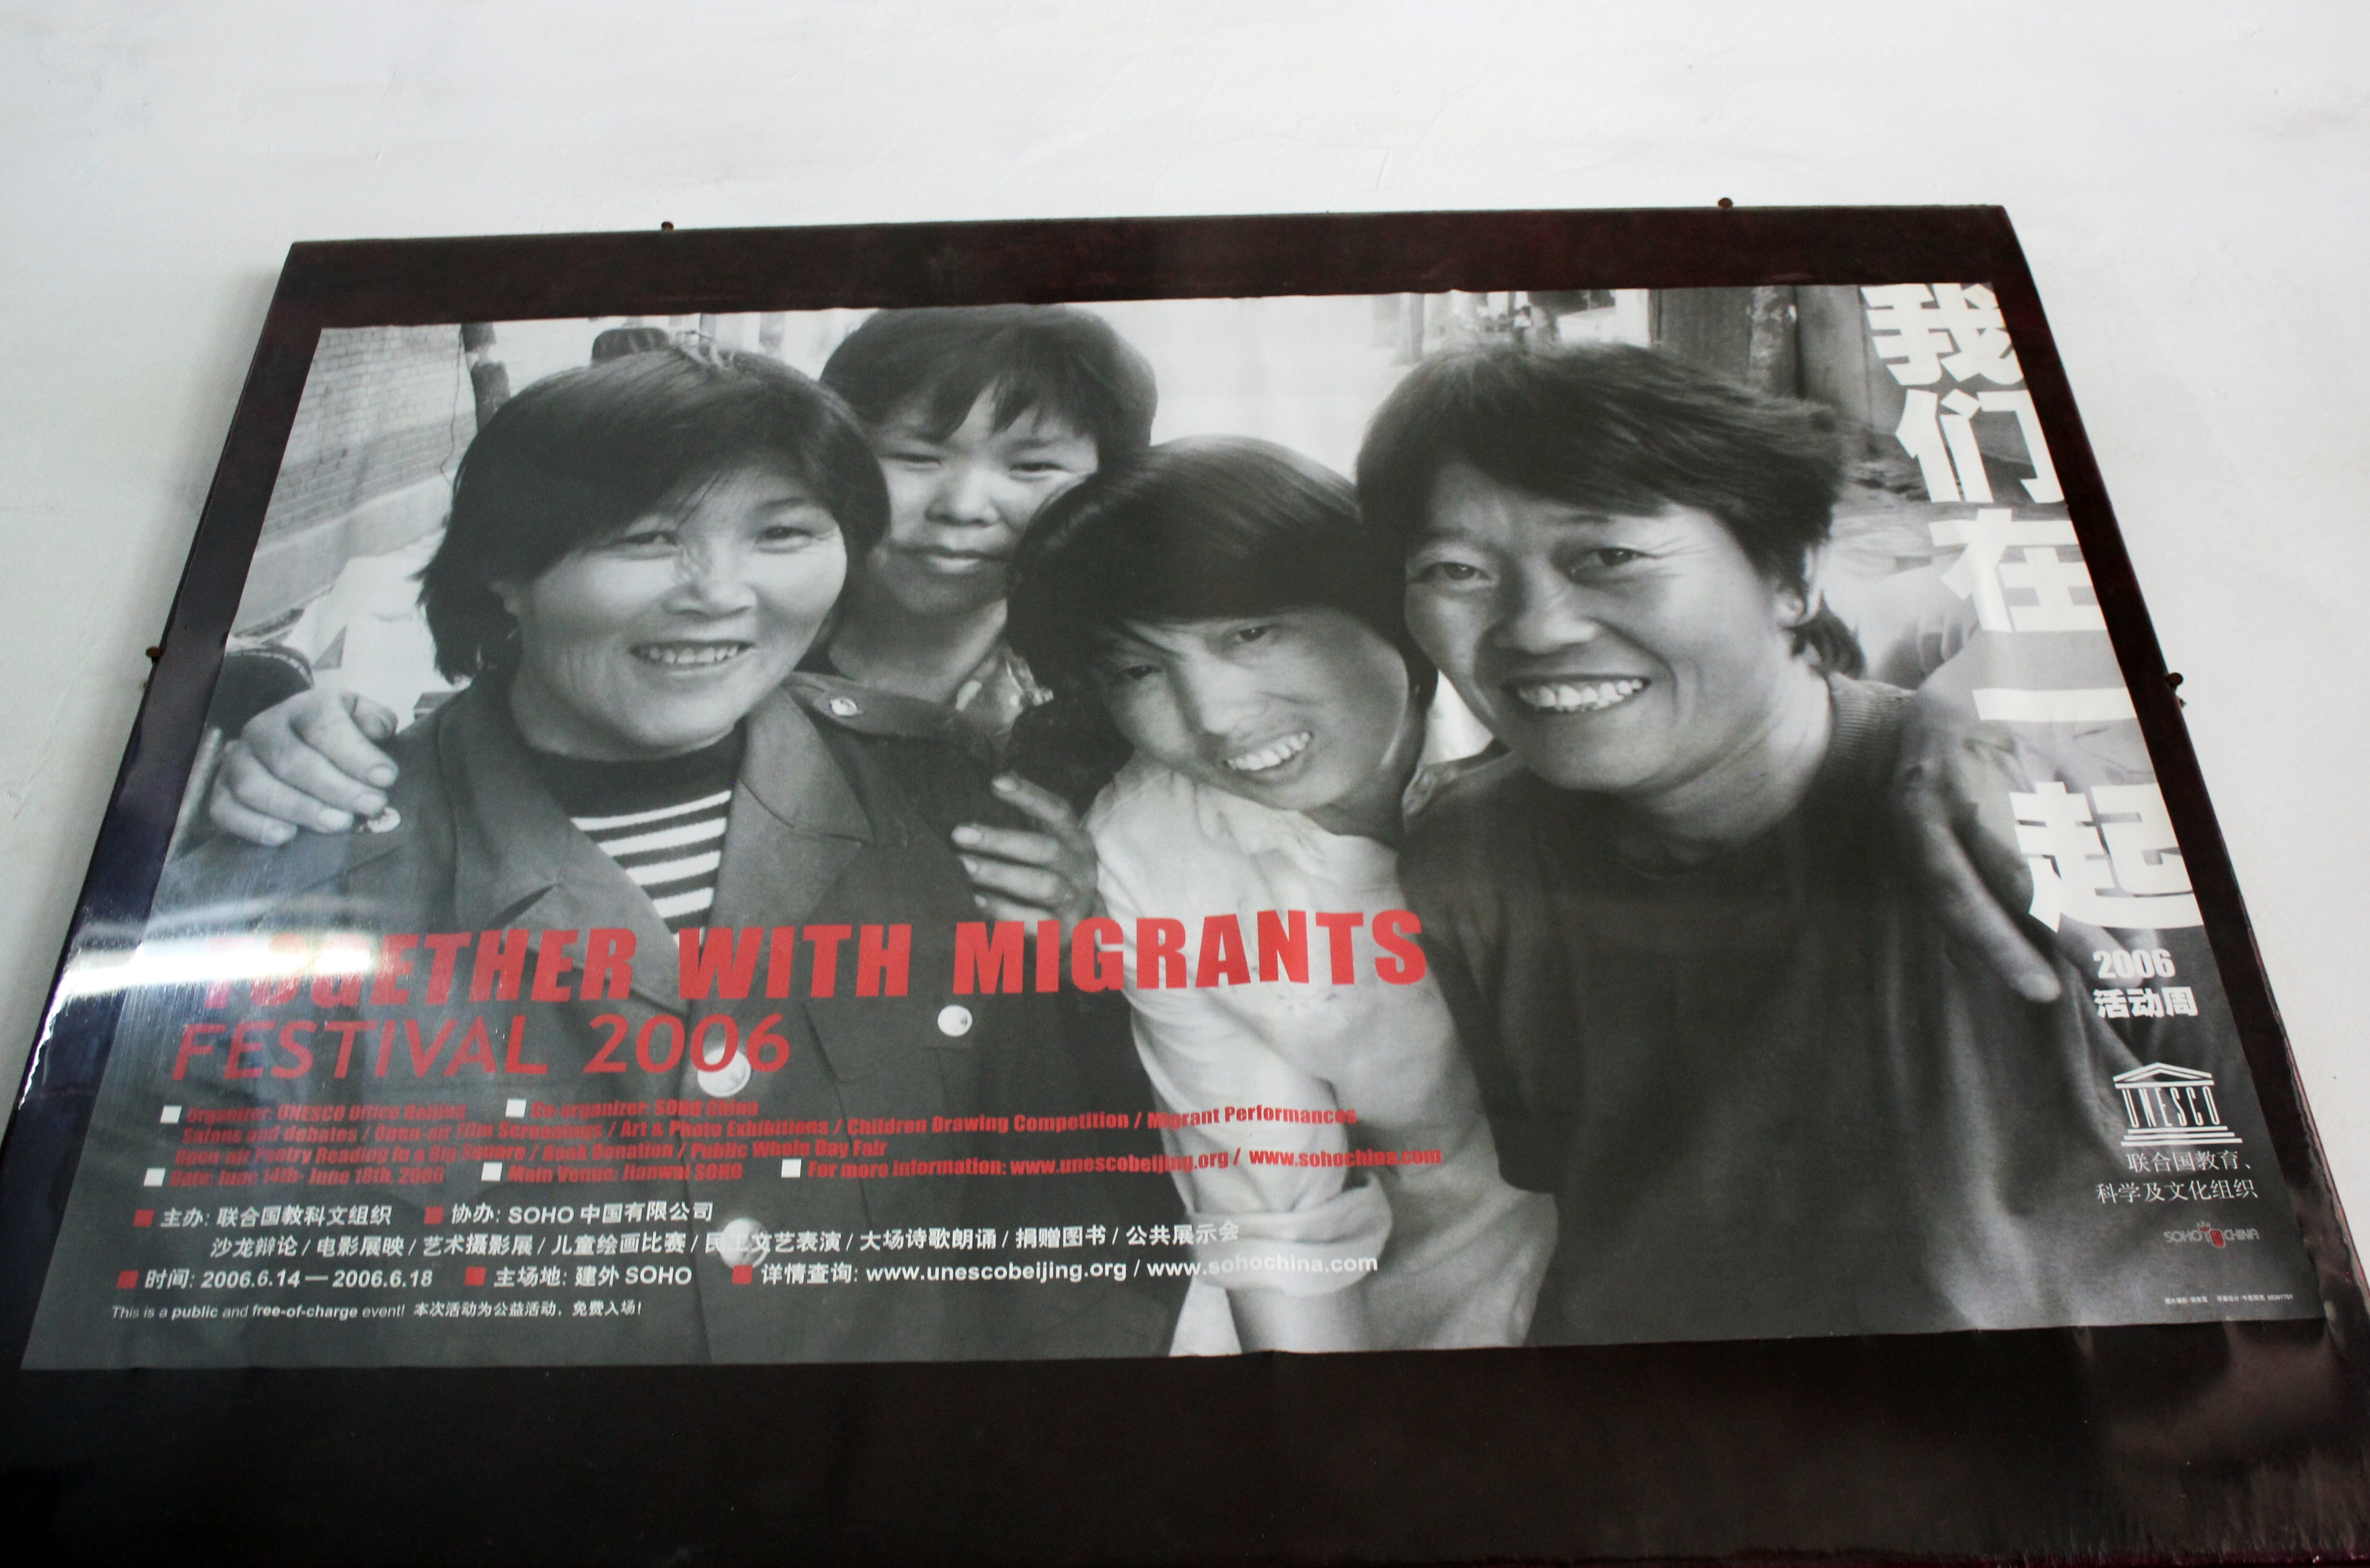 我们在一起
2006
活动周
TOGETHER WITH MIGRANTS
FESTIVAL 2006
Organizer: UNESCO Office Beijing Co-organizer: SOHO China
Salons and debates / Open-air Film Screenings / Art & Photo Exhibitions / Children Drawing Competition / Migrant Performances
Open-air Poetry Reading in a Big Square / Book Donation / Public Whole Day Fair
Date: June 14th- June 18th, 2006 Main Venue: Jianwai SOHO For more information: www.unescobeijing.org / www.sohochina.com
主办: 联合国教科文组织 协办: SOHO 中国有限公司
沙龙辩论 / 电影展映 / 艺术摄影展 / 儿童绘画比赛 / 民工文艺表演 / 大场诗歌朗诵 / 捐赠图书 / 公共展示会
时间: 2006.6.14 — 2006.6.18 主场地: 建外 SOHO 详情查询: www.unescobeijing.org / www.sohochina.com
This is a public and free-of-charge event! 本次活动为公益活动，免费入场!
UNESCO
联合国教育、
科学及文化组织
SOHO CHINA